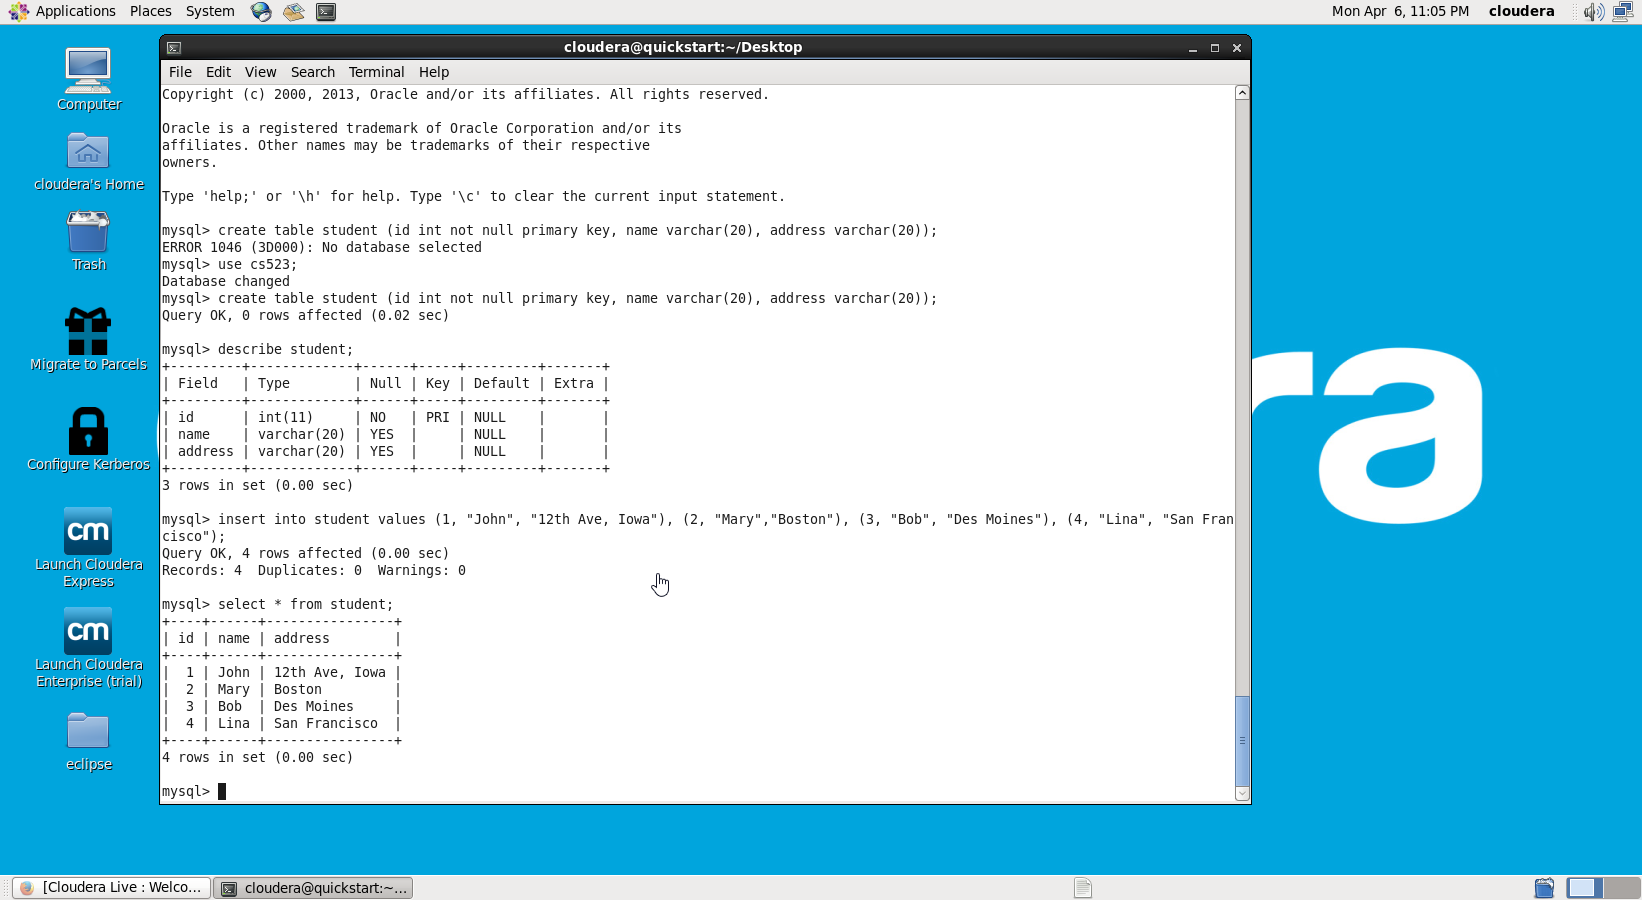 Applications Places System Mon Apr  6, 11:05 PM cloudera
cloudera@quickstart:~/Desktop
File Edit View Search Terminal Help
Computer
cloudera's Home
Trash
Migrate to Parcels
Configure Kerberos
cm
Launch Cloudera
Express
cm
Launch Cloudera
Enterprise (trial)
eclipse
Copyright (c) 2000, 2013, Oracle and/or its affiliates. All rights reserved.
Oracle is a registered trademark of Oracle Corporation and/or its
affiliates. Other names may be trademarks of their respective
owners.
Type 'help;' or '\h' for help. Type '\c' to clear the current input statement.
mysql> create table student (id int not null primary key, name varchar(20), address varchar(20));
ERROR 1046 (3D000): No database selected
mysql> use cs523;
Database changed
mysql> create table student (id int not null primary key, name varchar(20), address varchar(20));
Query OK, 0 rows affected (0.02 sec)
mysql> describe student;
+---------+-------------+------+-----+---------+-------+
| Field   | Type        | Null | Key | Default | Extra |
+---------+-------------+------+-----+---------+-------+
| id      | int(11)     | NO   | PRI | NULL    |       |
| name    | varchar(20) | YES  |     | NULL    |       |
| address | varchar(20) | YES  |     | NULL    |       |
+---------+-------------+------+-----+---------+-------+
3 rows in set (0.00 sec)
mysql> insert into student values (1, "John", "12th Ave, Iowa"), (2, "Mary","Boston"), (3, "Bob", "Des Moines"), (4, "Lina", "San Fran
cisco");
Query OK, 4 rows affected (0.00 sec)
Records: 4  Duplicates: 0  Warnings: 0
mysql> select * from student;
+----+------+----------------+
| id | name | address        |
+----+------+----------------+
|  1 | John | 12th Ave, Iowa |
|  2 | Mary | Boston         |
|  3 | Bob  | Des Moines     |
|  4 | Lina | San Francisco  |
+----+------+----------------+
4 rows in set (0.00 sec)
mysql>
ra
[Cloudera Live : Welco... cloudera@quickstart:~...